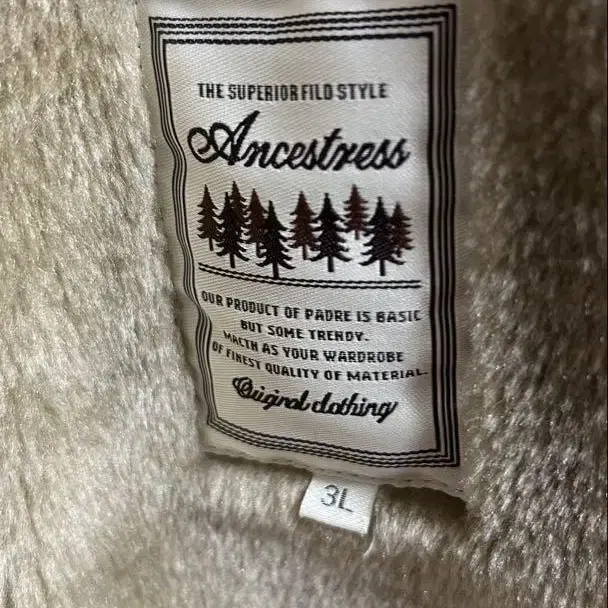 THE SUPERIOR FILD STYLE
Ancestress
OUR PRODUCT OF PADRE IS BASIC
BUT SOME TRENDY.
MACTH AS YOUR WARDROBE
OF FINEST QUALITY OF MATERIAL.
Original clothing
3L